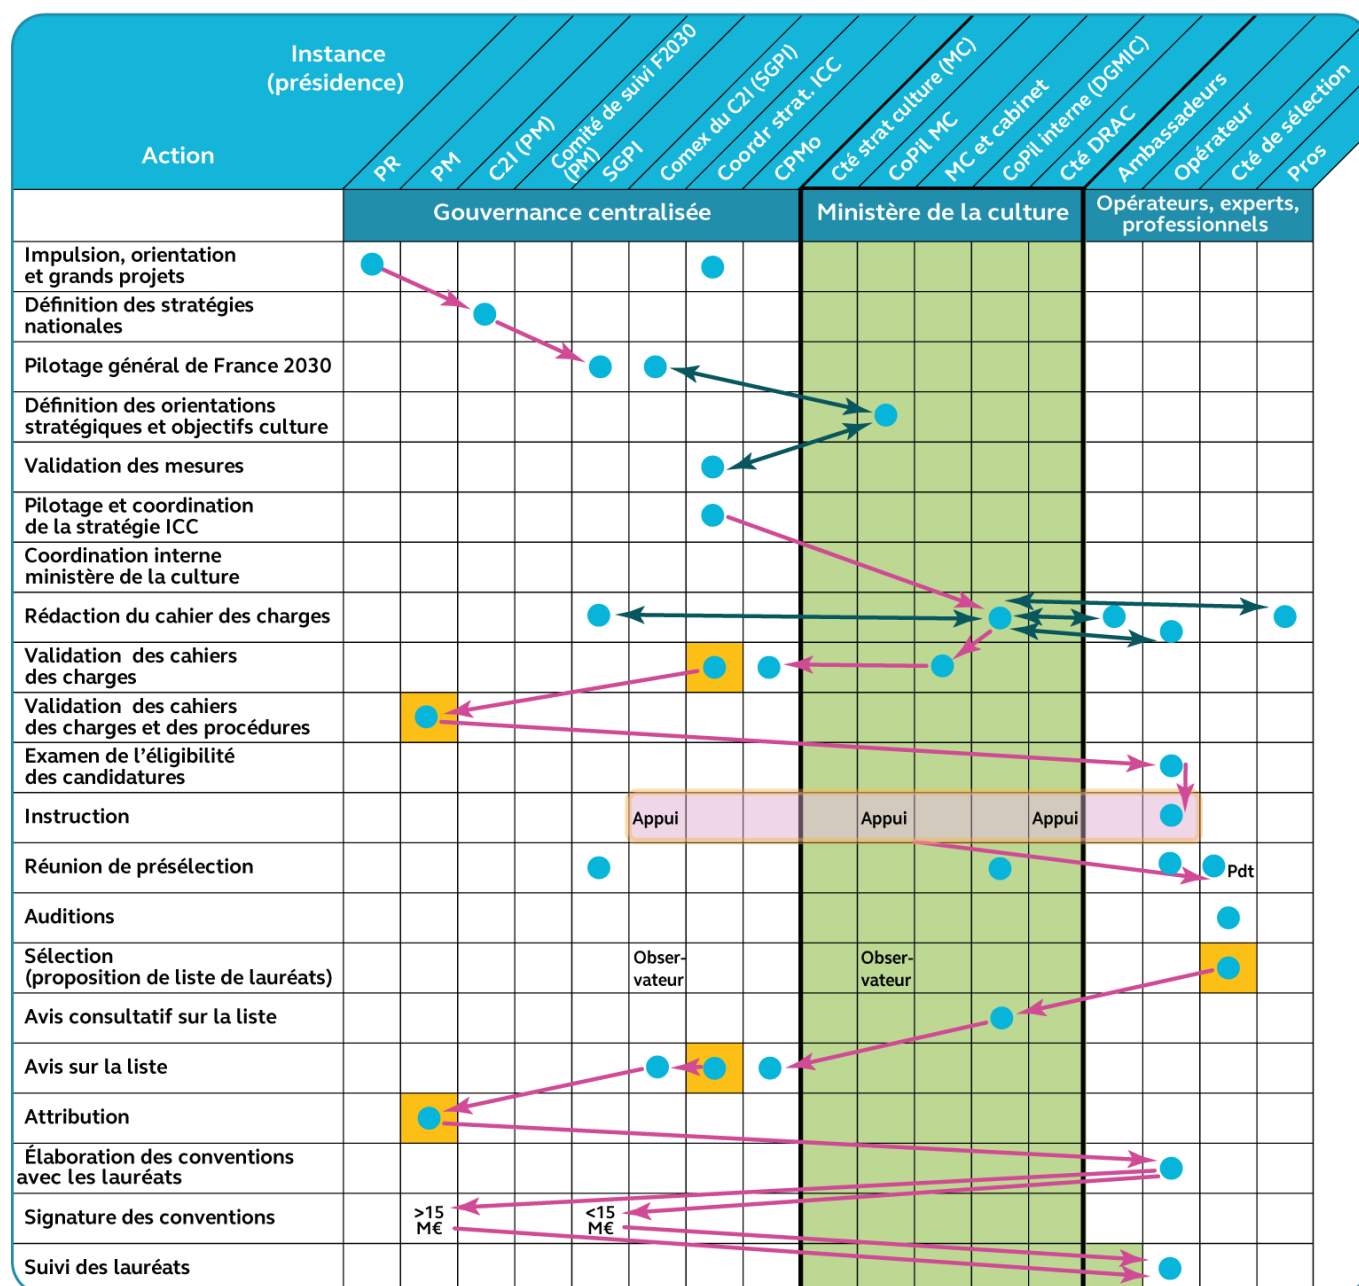 Instance
(présidence)
Action
PR
PM
C2I (PM)
Comité de suivi F2030
(PM)
SGPI
Comex du C2I (SGPI)
Coordr strat. ICC
CPMo
Cté strat culture (MC)
CoPil MC
MC et cabinet
CoPil interne (DGMIC)
Cté DRAC
Ambassadeurs
Opérateur
Cté de sélection
Pros
Gouvernance centralisée
Ministère de la culture
Opérateurs, experts,
professionnels
Impulsion, orientation
et grands projets
Définition des stratégies
nationales
Pilotage général de France 2030
Définition des orientations
stratégiques et objectifs culture
Validation des mesures
Pilotage et coordination
de la stratégie ICC
Coordination interne
ministère de la culture
Rédaction du cahier des charges
Validation des cahiers
des charges
Validation des cahiers
des charges et des procédures
Examen de l’éligibilité
des candidatures
Instruction
Appui
Appui
Appui
Réunion de présélection
Pdt
Auditions
Sélection
(proposition de liste de lauréats)
Obser-
vateur
Obser-
vateur
Avis consultatif sur la liste
Avis sur la liste
Attribution
Élaboration des conventions
avec les lauréats
Signature des conventions
>15
M€
<15
M€
Suivi des lauréats